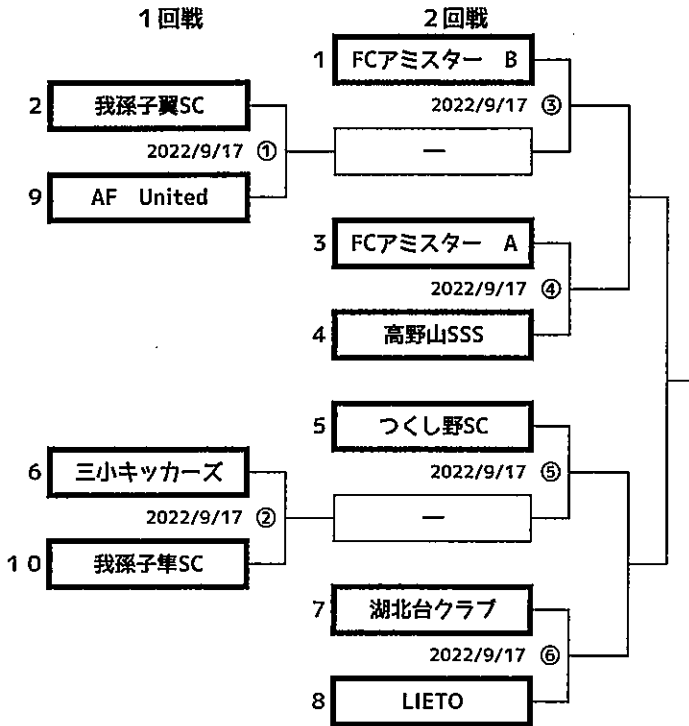 1回戦 2回戦
1 FCアミスター B
2 我孫子翼SC
2022/9/17 ③
2022/9/17 ①
—
9 AF United
3 FCアミスター A
2022/9/17 ④
4 高野山SSS
5 つくし野SC
6 三小キッカーズ
2022/9/17 ⑤
2022/9/17 ②
—
10 我孫子隼SC
7 湖北台クラブ
2022/9/17 ⑥
8 LIETO